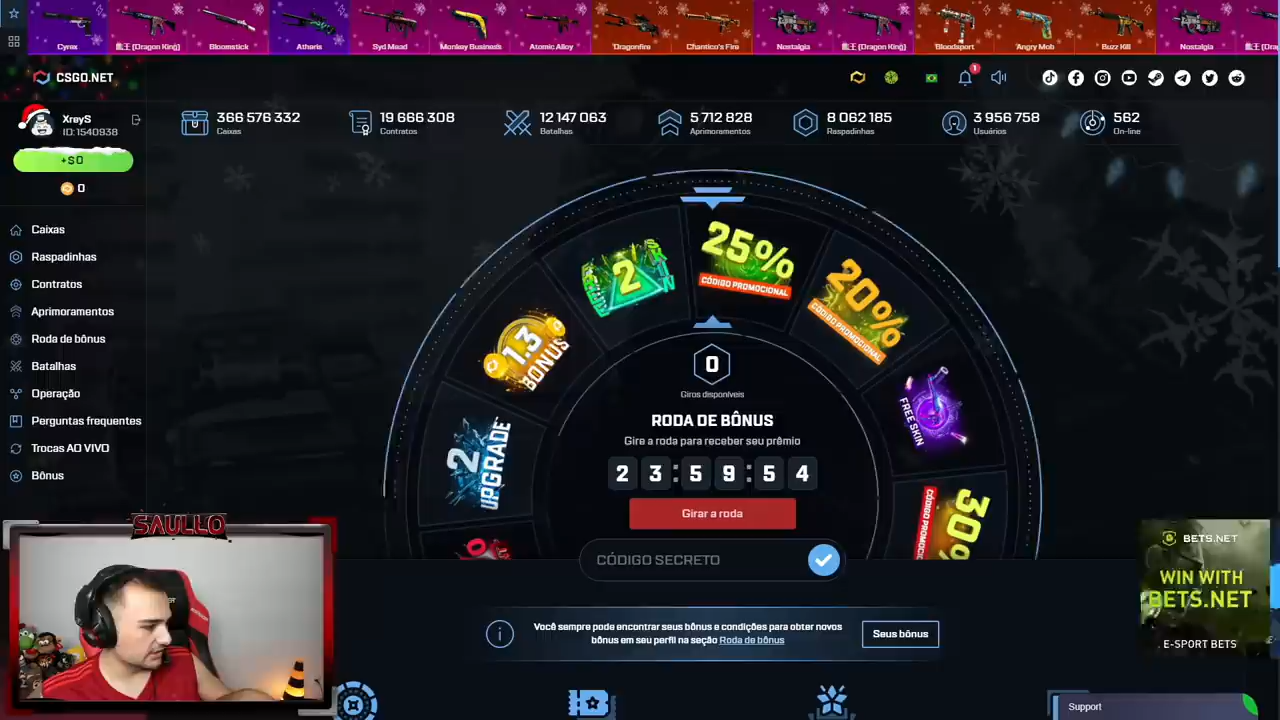 Cyrex
龍王 (Dragon King)
Bloomstick
Atheris
Syd Mead
Monkey Business
Atomic Alloy
Dragonfire
Chantico's Fire
Nostalgia
龍王 (Dragon King)
Bloodsport
Angry Mob
Buzz Kill
Nostalgia
CSGO.NET
1
XreyS
ID:1540938
+$0
0
366 576 332
Caixas
19 666 308
Contratos
12 147 063
Batalhas
5 712 828
Aprimoramentos
8 062 185
Raspadinhas
3 956 758
Usuários
562
On-line
Caixas
Raspadinhas
Contratos
Aprimoramentos
Roda de bônus
Batalhas
Operação
Perguntas frequentes
Trocas AO VIVO
Bônus
2
UPGRADE
1.3
BONUS
2
25%
CÓDIGO PROMOCIONAL
20%
CÓDIGO PROMOCIONAL
FREE SKIN
30%
0
Giros disponíveis
RODA DE BÔNUS
Gire a roda para receber seu prêmio
2 3 : 5 9 : 5 4
Girar a roda
CÓDIGO SECRETO
Você sempre pode encontrar seus bônus e condições para obter novos
bônus em seu perfil na seção Roda de bônus
Seus bônus
SAULLO
BETS.NET
WIN WITH
BETS.NET
E-SPORT BETS
Support